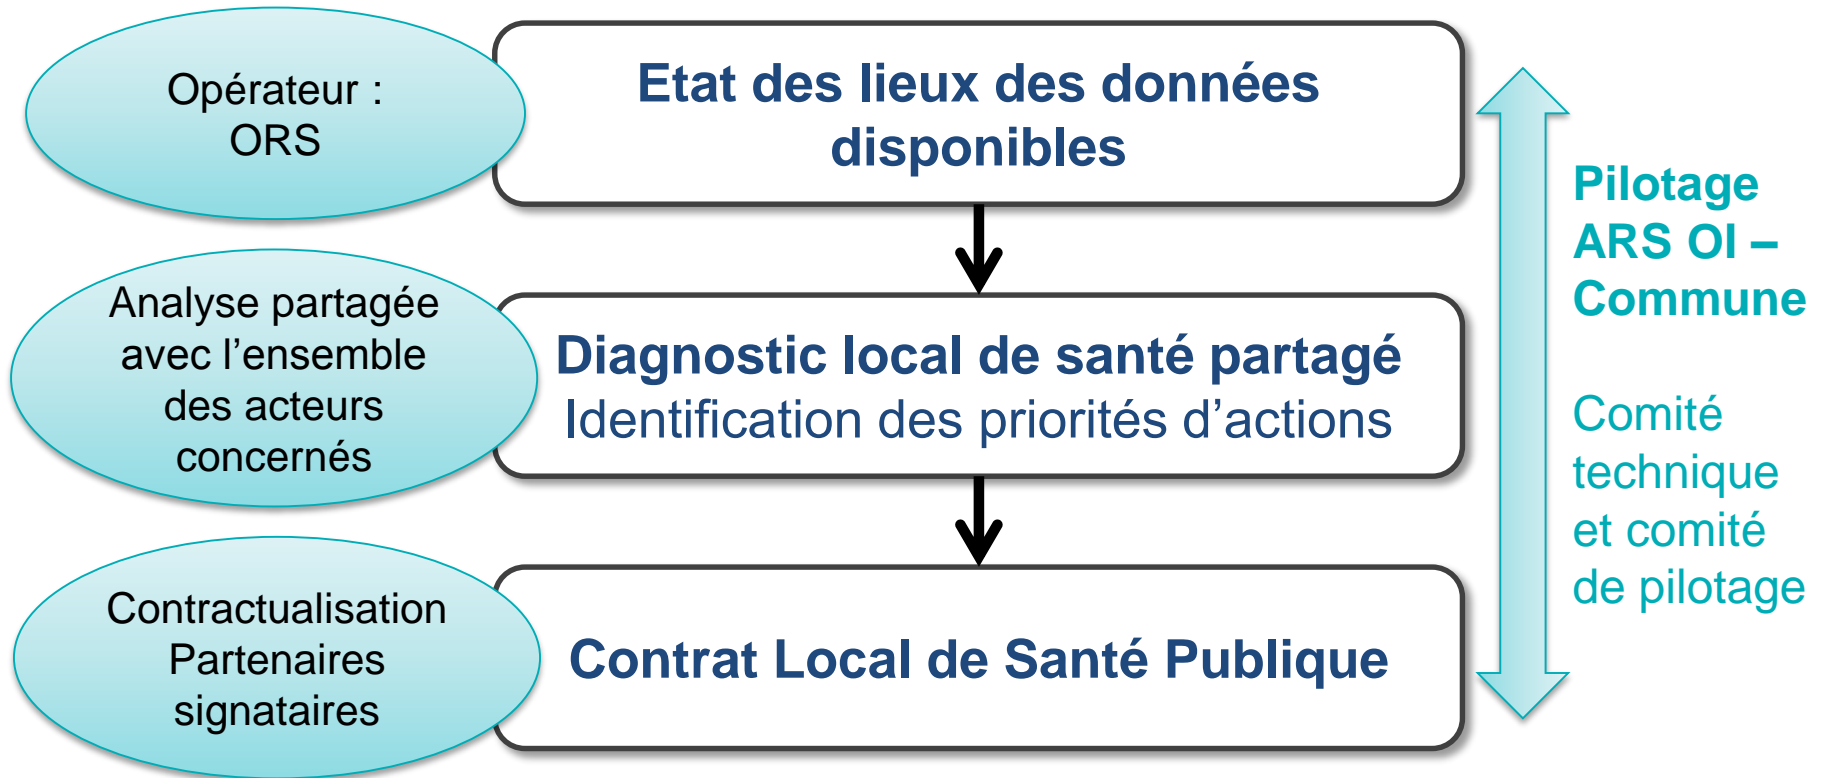 Opérateur :
ORS
Etat des lieux des données
disponibles
Analyse partagée
avec l’ensemble
des acteurs
concernés
Diagnostic local de santé partagé
Identification des priorités d’actions
Contractualisation
Partenaires
signataires
Contrat Local de Santé Publique
Pilotage
ARS OI –
Commune
Comité
technique
et comité
de pilotage